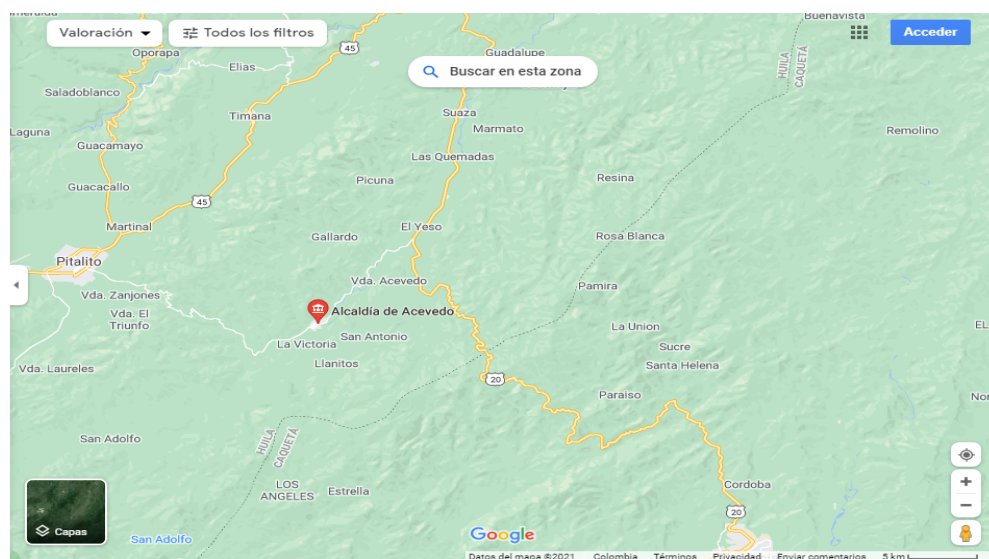 Buenavista
Valoración
Todos los filtros
Acceder
45
Oporapa
Elias
Guadalupe
Buscar en esta zona
HUILA
CAQUETÁ
Saladoblanco
Timana
Suaza
Marmato
Laguna
Remolino
Guacamayo
Las Quemadas
Picuna
Resina
Guacacallo
45
Martinal
El Yeso
Gallardo
Rosa Blanca
Pitalito
Vda. Acevedo
Pamira
Vda. Zanjones
Vda. El
Triunfo
Alcaldía de Acevedo
La Union
EL
San Antonio
La Victoria
Sucre
Llanitos
Santa Helena
Vda. Laureles
20
Paraiso
Nor
San Adolfo
HUILA
CAQUETÁ
LOS
ANGELES
Estrella
Cordoba
20
Capas
San Adolfo
Google
Datos del mapa ©2021 Colombia Términos Privacidad Enviar comentarios 5 km